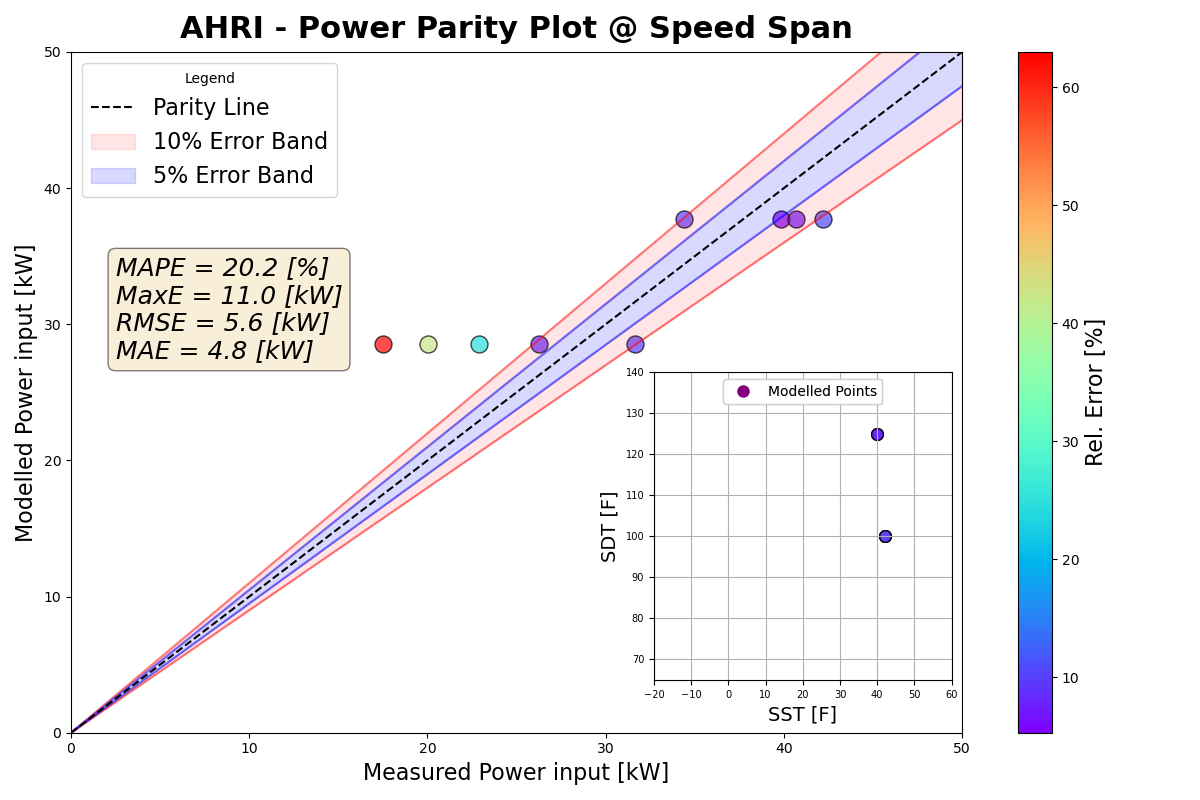 AHRI - Power Parity Plot @ Speed Span
50
40
30
20
10
0
Modelled Power input [kW]
0 10 20 30 40 50
Measured Power input [kW]
Legend
Parity Line
10% Error Band
5% Error Band
MAPE = 20.2 [%]
MaxE = 11.0 [kW]
RMSE = 5.6 [kW]
MAE = 4.8 [kW]
Modelled Points
140
130
120
110
100
90
80
70
SDT [F]
−20 −10 0 10 20 30 40 50 60
SST [F]
60
50
40
30
20
10
Rel. Error [%]